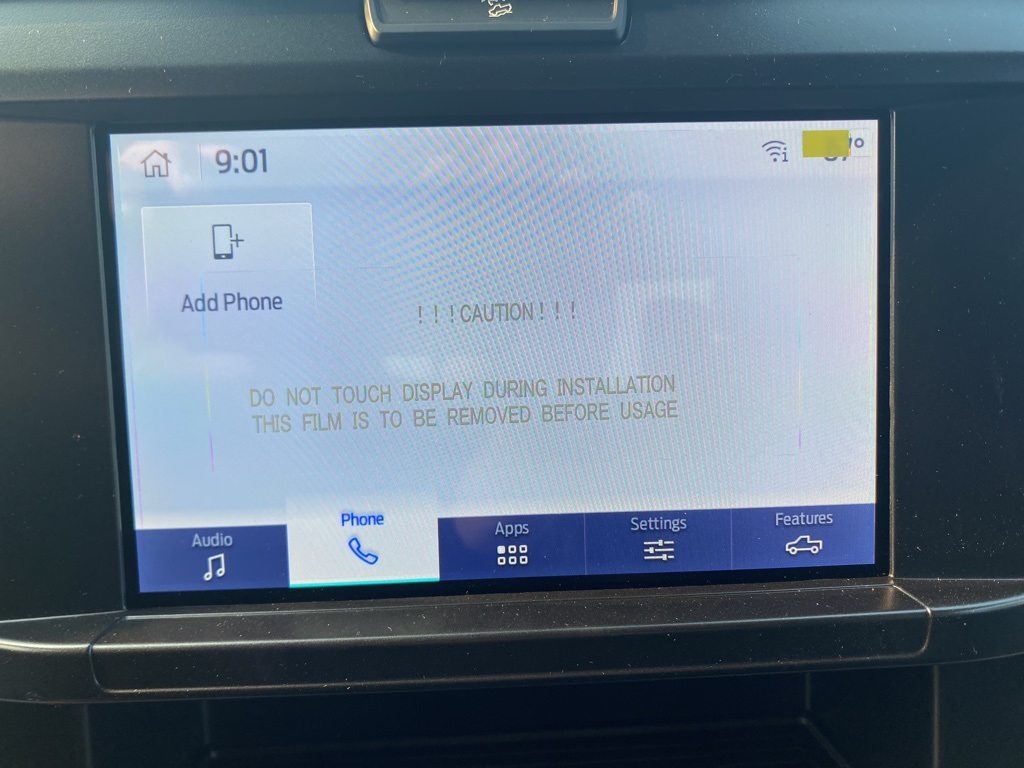 9:01
Add Phone
!!!CAUTION!!!
DO NOT TOUCH DISPLAY DURING INSTALLATION
THIS FILM IS TO BE REMOVED BEFORE USAGE
Audio
Phone
Apps
Settings
Features